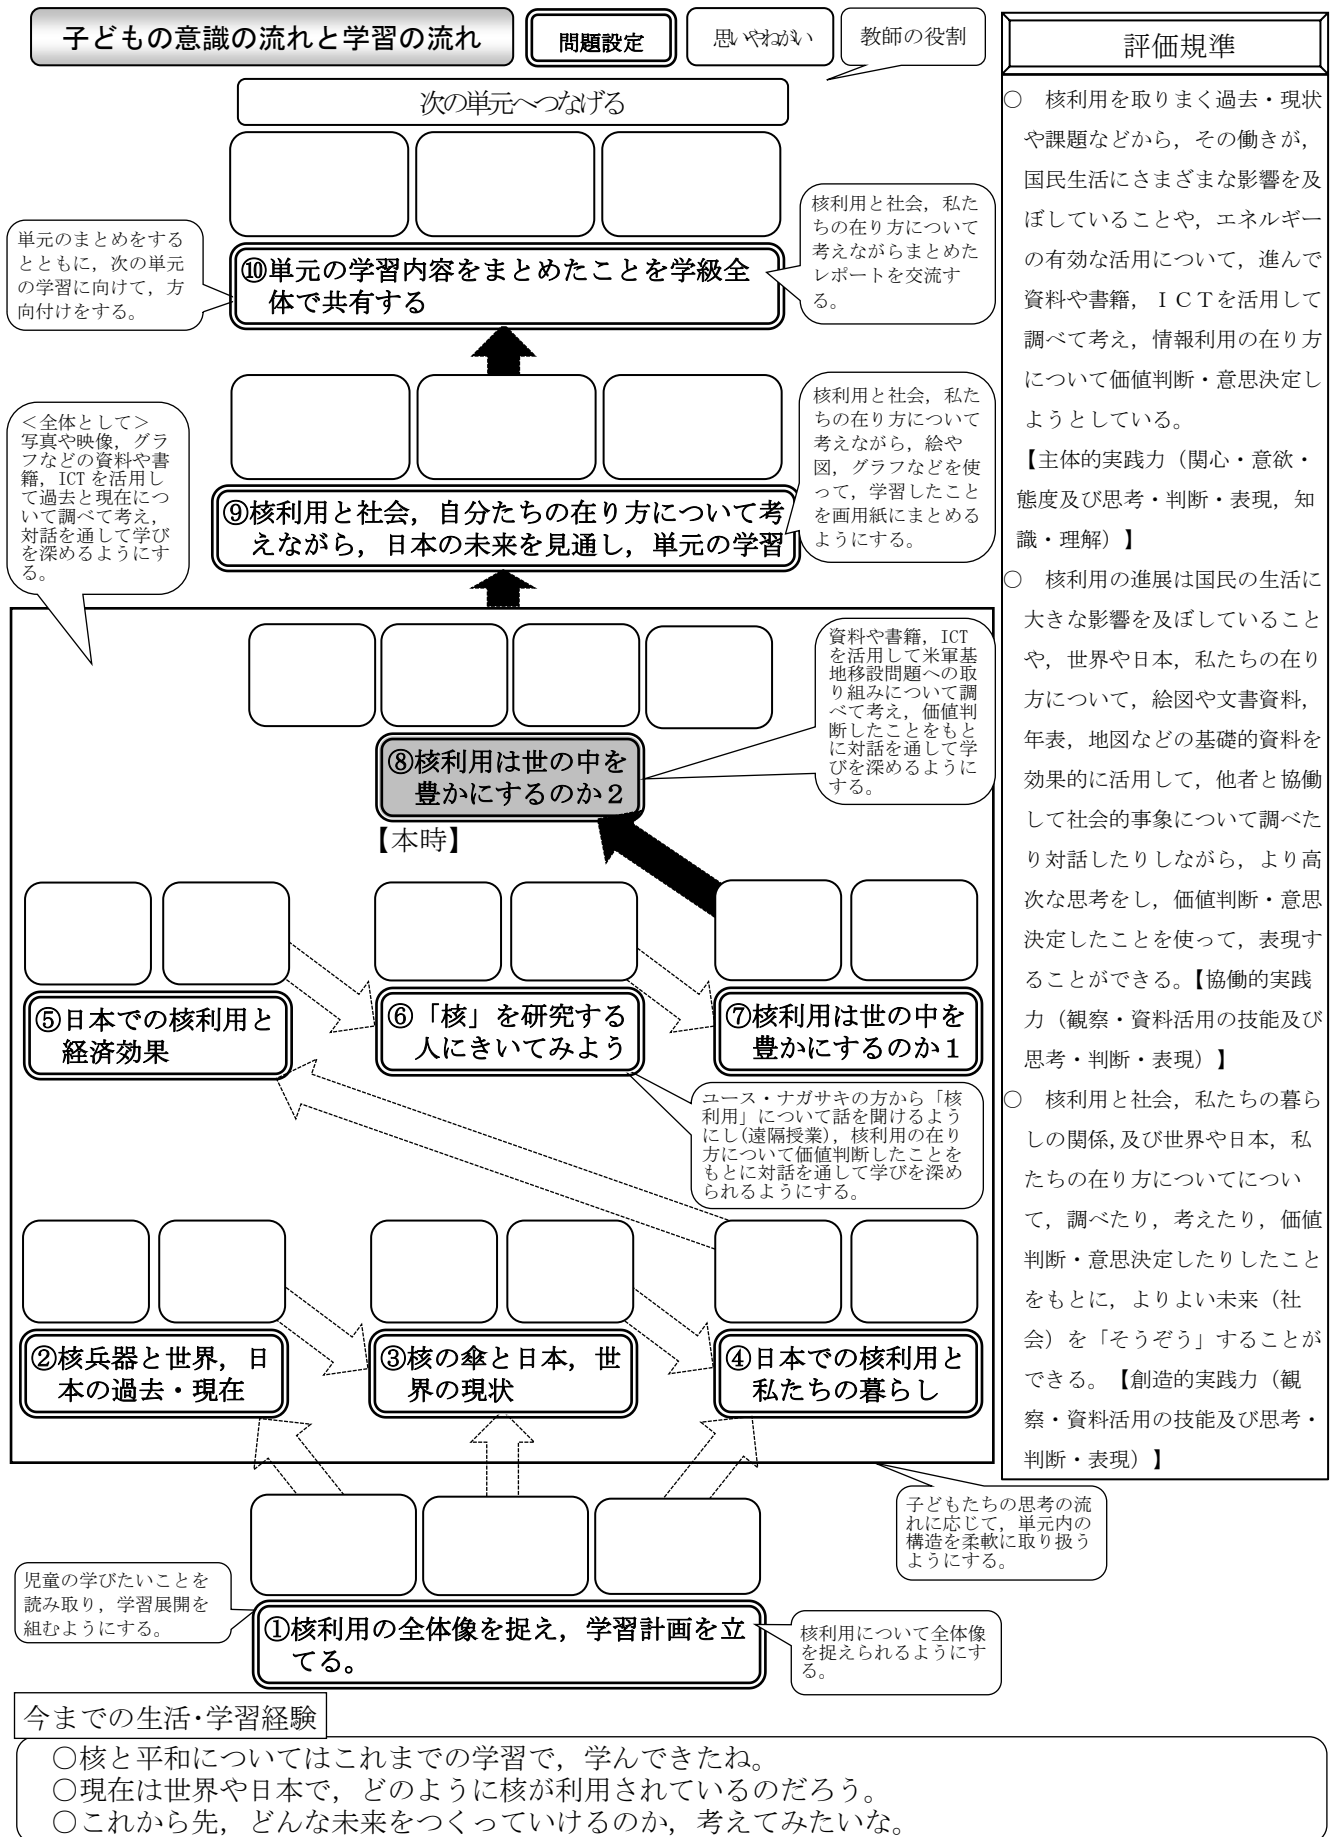 子どもの意識の流れと学習の流れ
問題設定
思いやねがい
教師の役割
次の単元へつなげる
核利用と社会，私た
ちの在り方について
考えながらまとめた
レポートを交流す
る。
単元のまとめをする
とともに，次の単元
の学習に向けて，方
向付けをする。
⑩単元の学習内容をまとめたことを学級全
体で共有する
核利用と社会，私た
ちの在り方について
考えながら，絵や
図，グラフなどを使
って，学習したこと
を画用紙にまとめる
ようにする。
＜全体として＞
写真や映像，グラ
フなどの資料や書
籍，ICTを活用し
て過去と現在につ
いて調べて考え，
対話を通して学び
を深めるようにす
る。
⑨核利用と社会，自分たちの在り方について考
えながら，日本の未来を見通し，単元の学習
資料や書籍，ICT
を活用して米軍基
地移設問題への取
り組みについて調
べて考え，価値判
断したことをもと
に対話を通して学
びを深めるように
する。
⑧核利用は世の中を
豊かにするのか２
【本時】
⑤日本での核利用と
経済効果
⑥「核」を研究する
人にきいてみよう
⑦核利用は世の中を
豊かにするのか１
ユース・ナガサキの方から「核
利用」について話を聞けるよう
にし(遠隔授業)，核利用の在り
方について価値判断したことを
もとに対話を通して学びを深め
られるようにする。
②核兵器と世界，日
本の過去・現在
③核の傘と日本，世
界の現状
④日本での核利用と
私たちの暮らし
子どもたちの思考の流
れに応じて，単元内の
構造を柔軟に取り扱う
ようにする。
児童の学びたいことを
読み取り，学習展開を
組むようにする。
①核利用の全体像を捉え，学習計画を立
てる。
核利用について全体像
を捉えられるようにす
る。
今までの生活・学習経験
○核と平和についてはこれまでの学習で，学んできたね。
○現在は世界や日本で，どのように核が利用されているのだろう。
○これから先，どんな未来をつくっていけるのか，考えてみたいな。
評価規準
○　核利用を取りまく過去・現状
や課題などから，その働きが，
国民生活にさまざまな影響を及
ぼしていることや，エネルギー
の有効な活用について，進んで
資料や書籍，ＩＣＴを活用して
調べて考え，情報利用の在り方
について価値判断・意思決定し
ようとしている。
【主体的実践力（関心・意欲・
態度及び思考・判断・表現，知
識・理解）】
○　核利用の進展は国民の生活に
大きな影響を及ぼしていること
や，世界や日本，私たちの在り
方について，絵図や文書資料，
年表，地図などの基礎的資料を
効果的に活用して，他者と協働
して社会的事象について調べた
り対話したりしながら，より高
次な思考をし，価値判断・意思
決定したことを使って，表現す
ることができる。【協働的実践
力（観察・資料活用の技能及び
思考・判断・表現）】
○　核利用と社会，私たちの暮ら
しの関係,及び世界や日本，私
たちの在り方についてについ
て，調べたり，考えたり，価値
判断・意思決定したりしたこと
をもとに，よりよい未来（社
会）を「そうぞう」することが
できる。【創造的実践力（観
察・資料活用の技能及び思考・
判断・表現）】